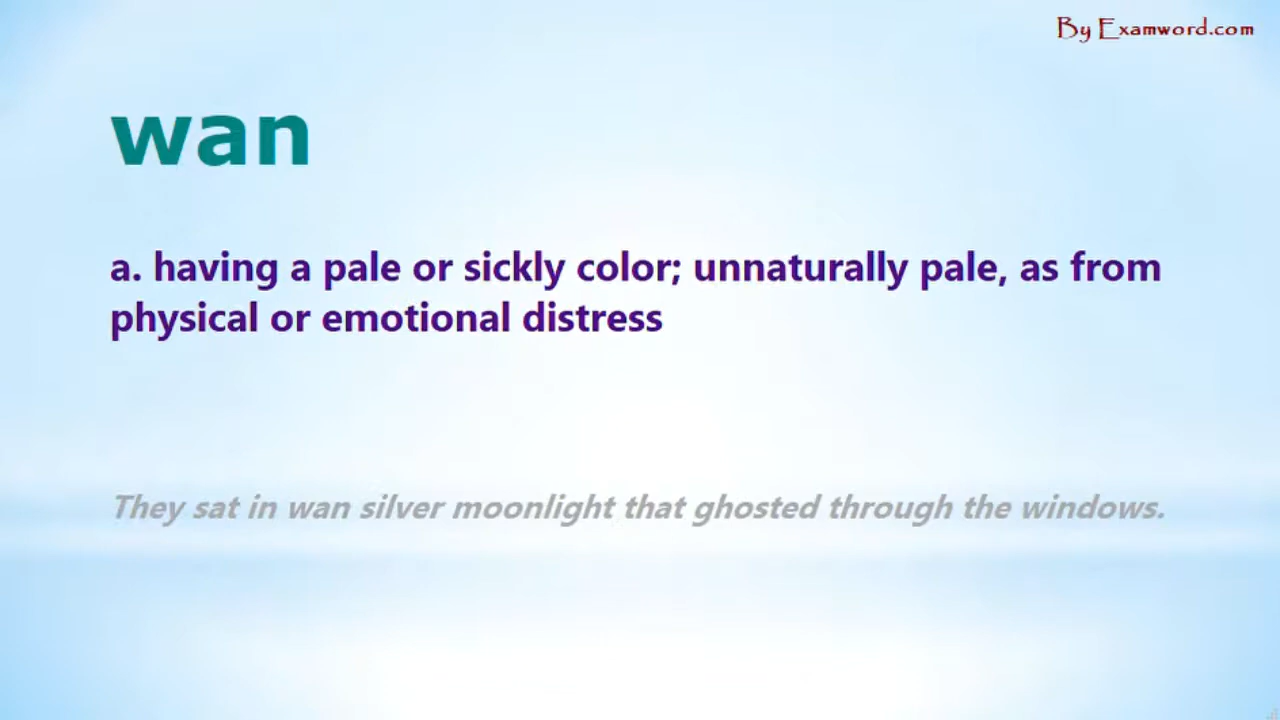 By Examword.com
wan
a. having a pale or sickly color; unnaturally pale, as from
physical or emotional distress
They sat in wan silver moonlight that ghosted through the windows.